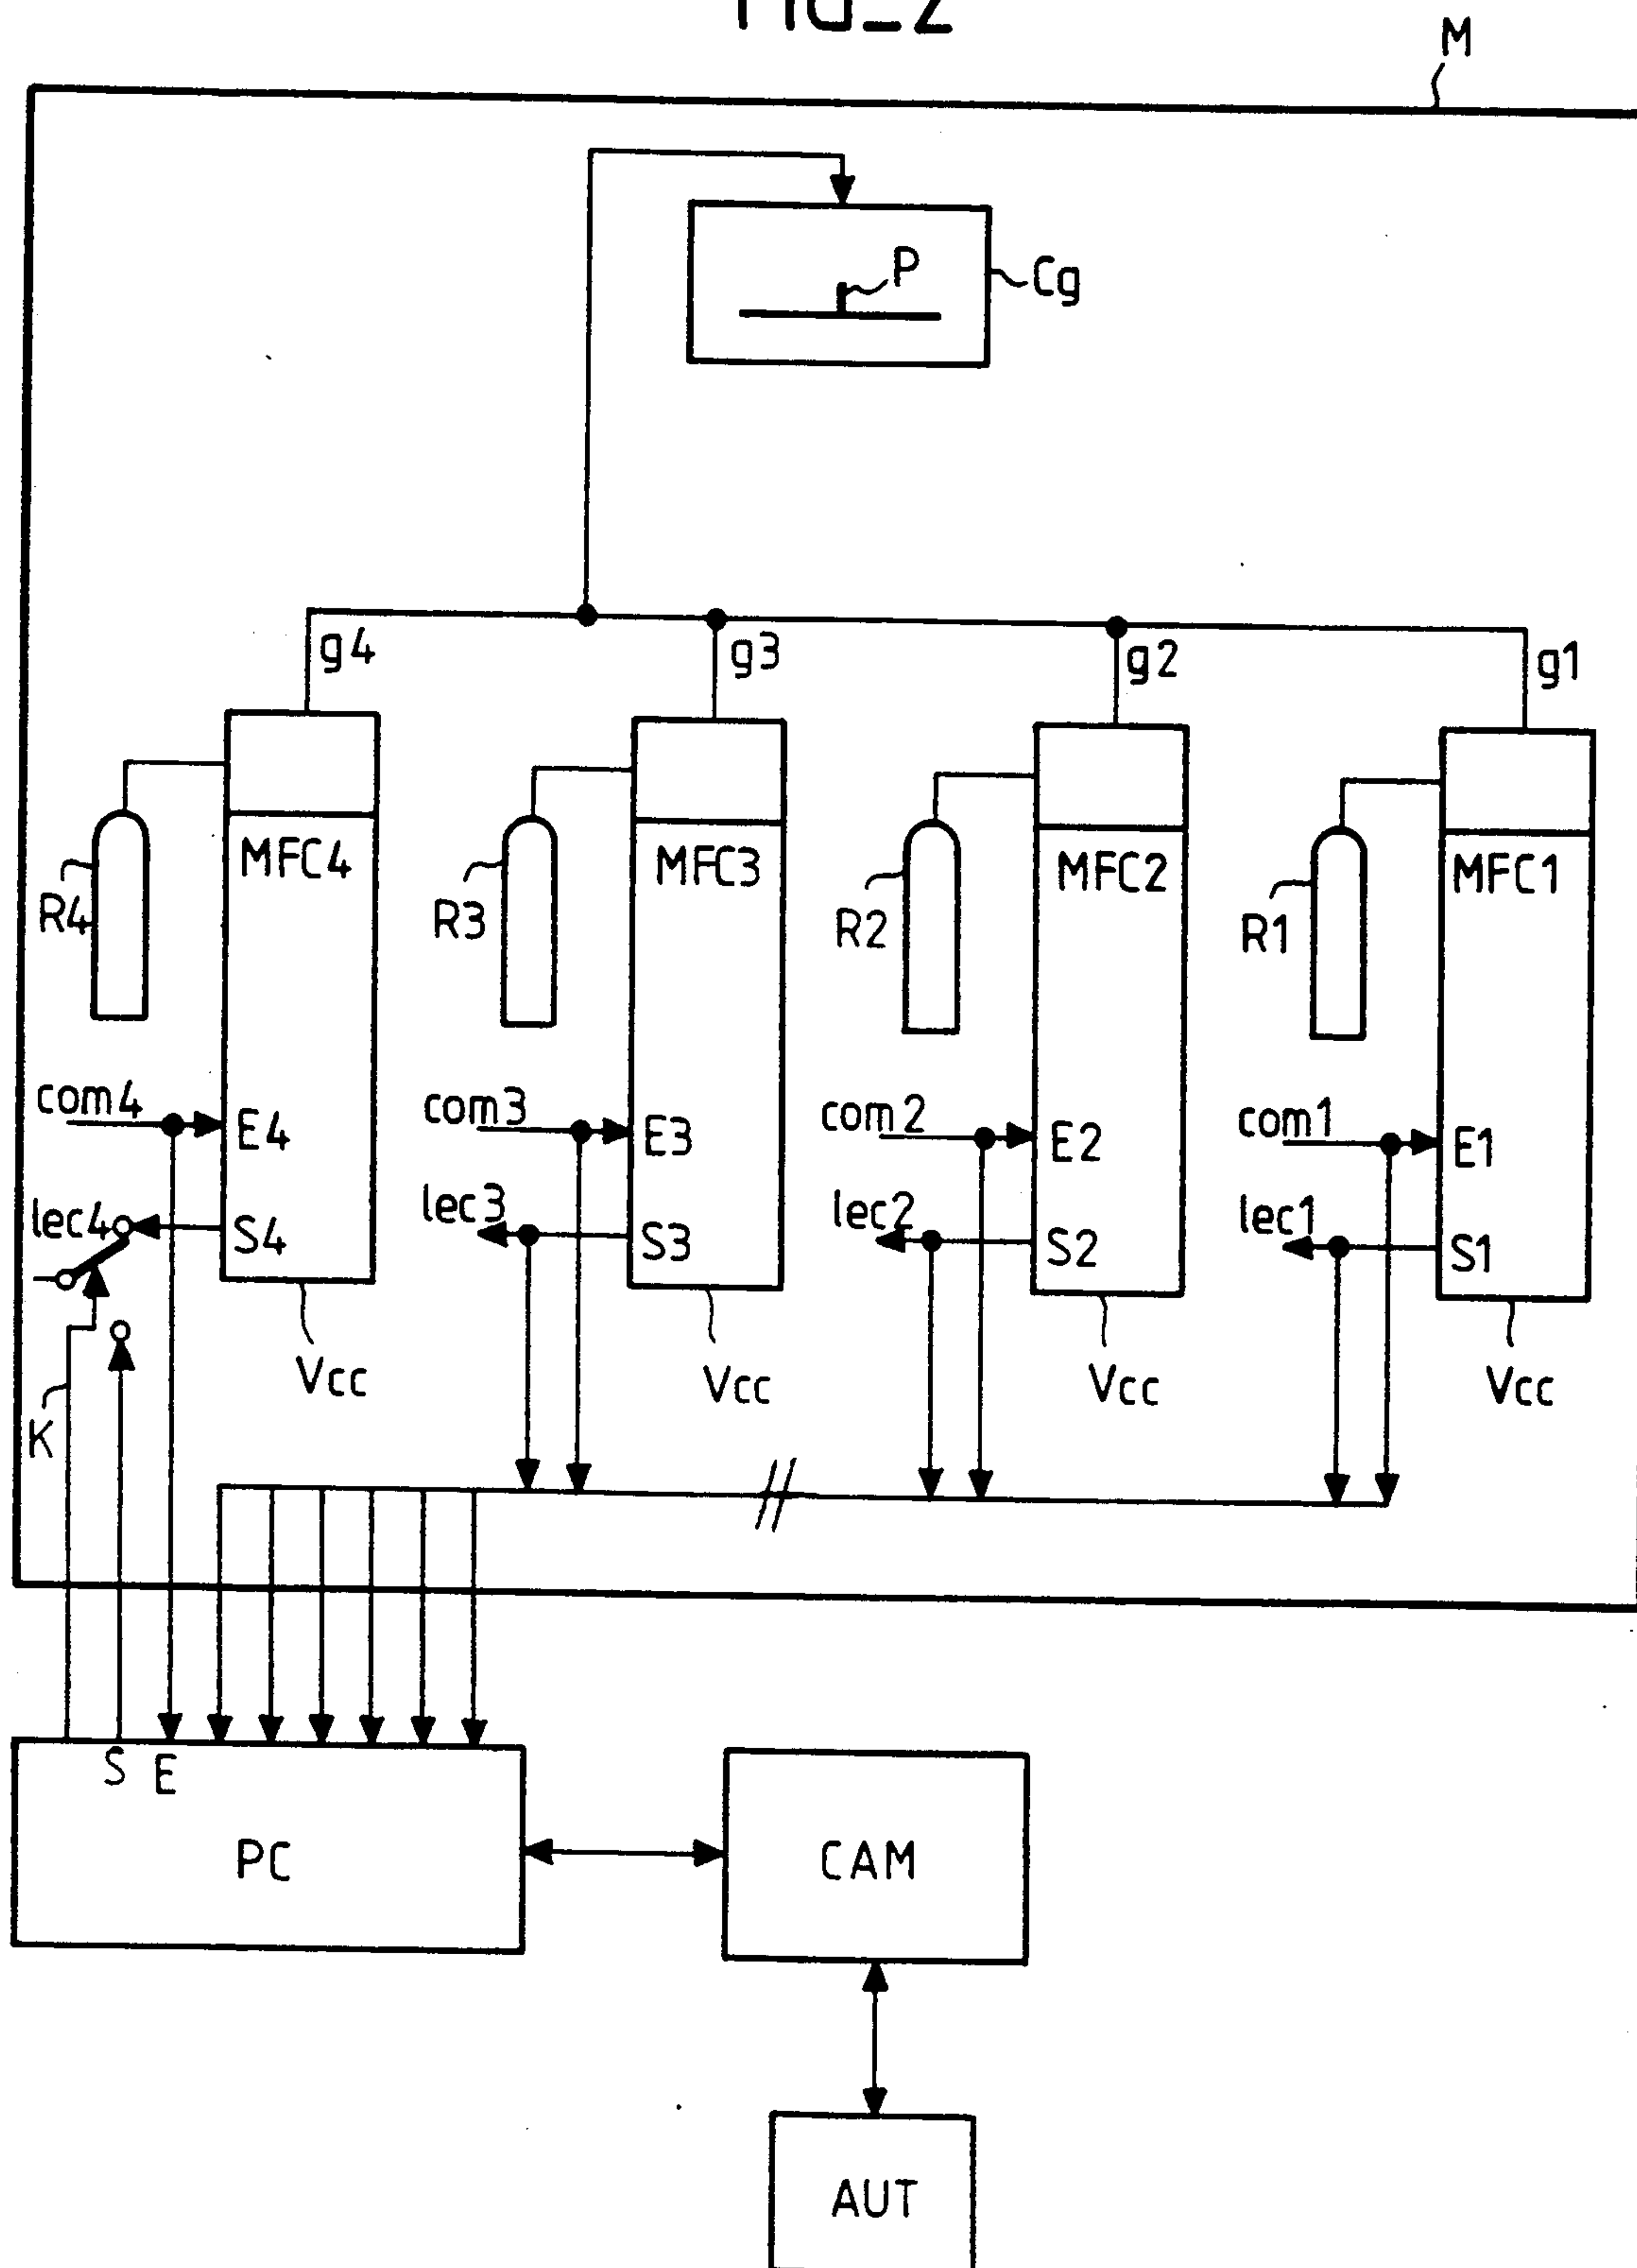 FIG_2
M
P
Cg
g4
g3
g2
g1
MFC4
MFC3
MFC2
MFC1
R4
R3
R2
R1
com4
com3
com2
com1
E4
E3
E2
E1
lec4
lec3
lec2
lec1
S4
S3
S2
S1
Vcc
Vcc
Vcc
Vcc
K
S E
PC
CAM
AUT